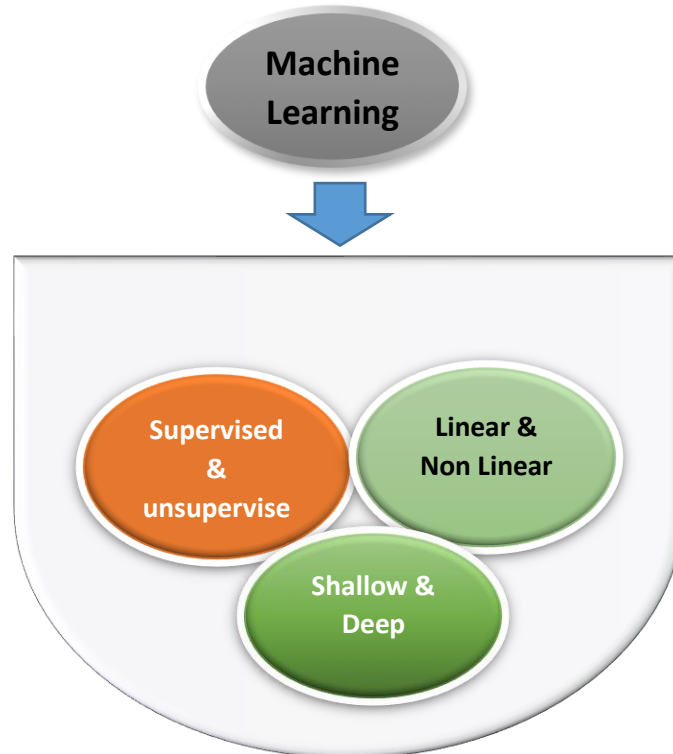 Machine
Learning
Supervised
&
unsupervise
Linear &
Non Linear
Shallow &
Deep